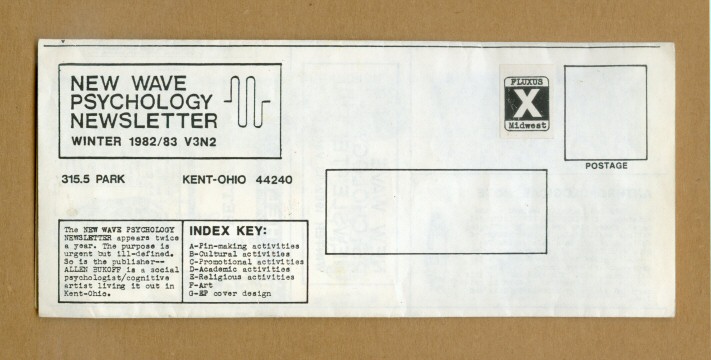 NEW WAVE
PSYCHOLOGY
NEWSLETTER
WINTER 1982/83 V3N2
FLUXUS
X
Midwest
POSTAGE
315.5 PARK KENT-OHIO 44240
The NEW WAVE PSYCHOLOGY
NEWSLETTER appears twice
a year. The purpose is
urgent but ill-defined.
So is the publisher--
ALLEN BUKOFF is a social
psychologist/cognitive
artist living it out in
Kent-Ohio.
INDEX KEY:
A-Pin-making activities
B-Cultural activities
C-Promotional activities
D-Academic activities
E-Religious activities
F-Art
G-EP cover design